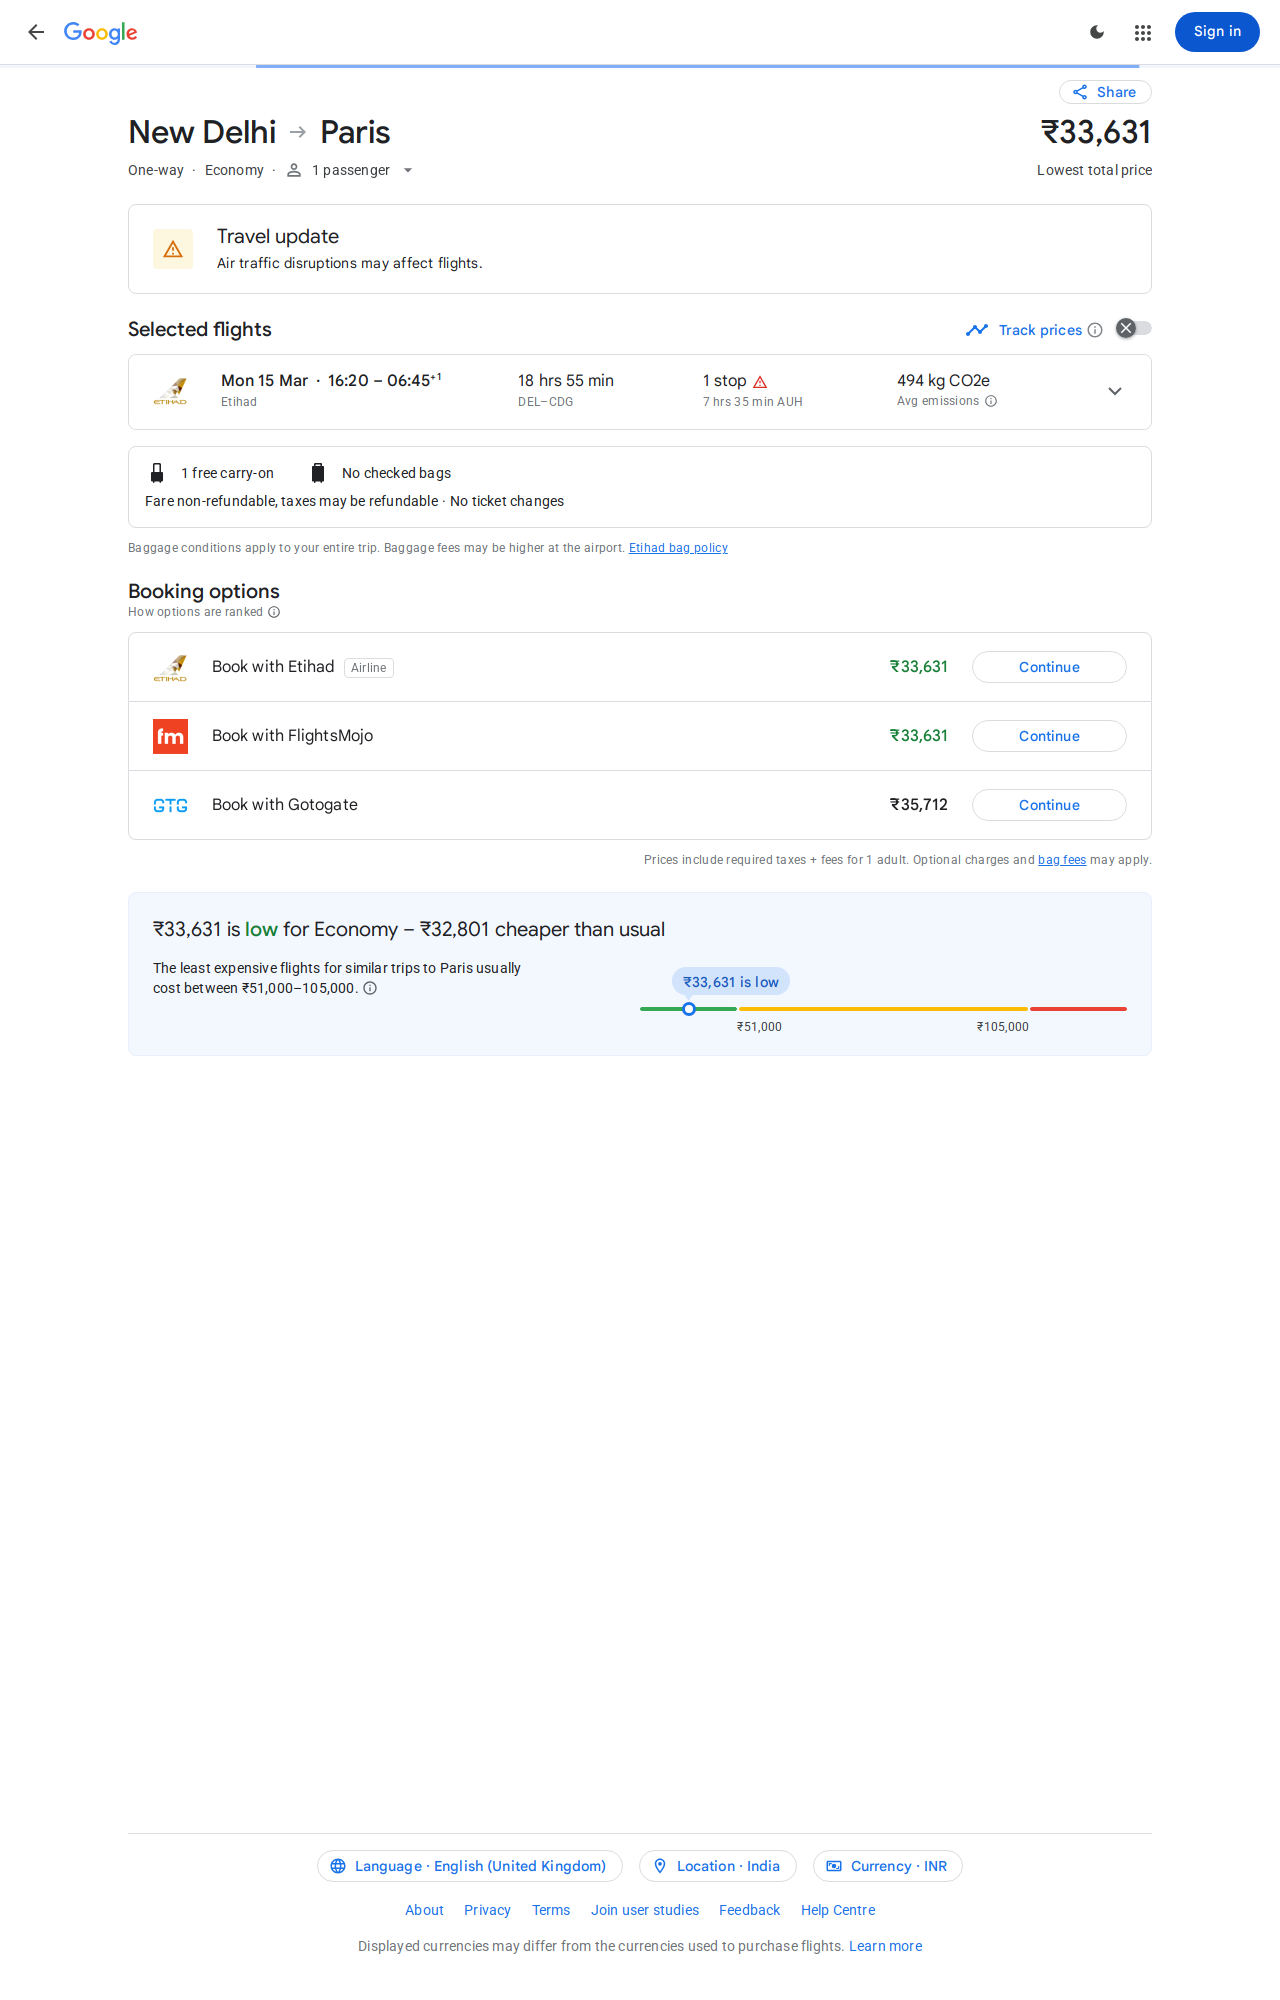 Google
Sign in
Share
New Delhi → Paris
₹33,631
One-way · Economy · 1 passenger
Lowest total price
Travel update
Air traffic disruptions may affect flights.
Selected flights
Track prices
Mon 15 Mar · 16:20 – 06:45+1
18 hrs 55 min
1 stop
494 kg CO2e
ETIHAD
Etihad
DEL–CDG
7 hrs 35 min AUH
Avg emissions
1 free carry-on
No checked bags
Fare non-refundable, taxes may be refundable · No ticket changes
Baggage conditions apply to your entire trip. Baggage fees may be higher at the airport. Etihad bag policy
Booking options
How options are ranked
ETIHAD
Book with Etihad Airline
₹33,631
Continue
fm
Book with FlightsMojo
₹33,631
Continue
GTG
Book with Gotogate
₹35,712
Continue
Prices include required taxes + fees for 1 adult. Optional charges and bag fees may apply.
₹33,631 is low for Economy – ₹32,801 cheaper than usual
The least expensive flights for similar trips to Paris usually
cost between ₹51,000–105,000.
₹33,631 is low
₹51,000
₹105,000
Language · English (United Kingdom)
Location · India
Currency · INR
About Privacy Terms Join user studies Feedback Help Centre
Displayed currencies may differ from the currencies used to purchase flights. Learn more